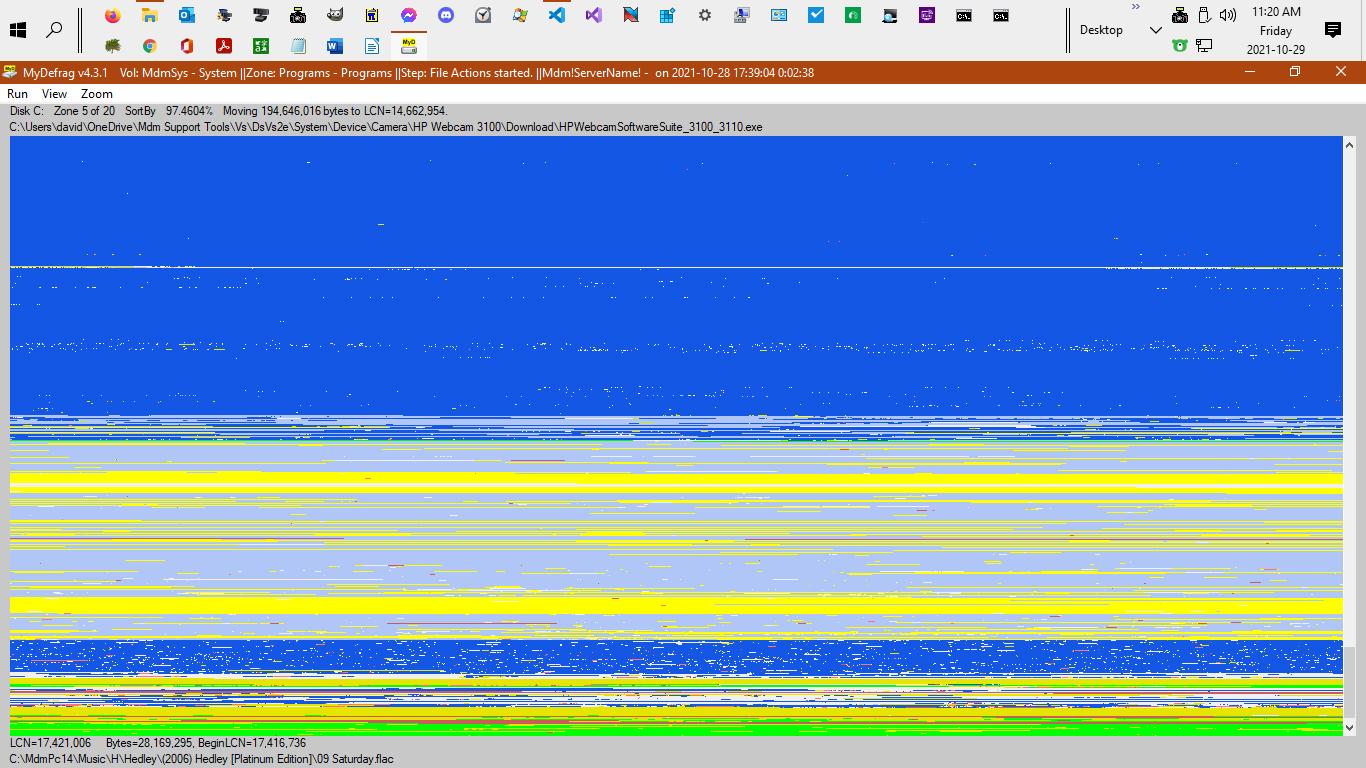 11:20 AM
Desktop
Friday
2021-10-29
MyDefrag v4.3.1 Vol: MdmSys - System ||Zone: Programs - Programs ||Step: File Actions started. ||Mdm!ServerName! - on 2021-10-28 17:39:04 0:02:38
Run View Zoom
Disk C: Zone 5 of 20 SortBy 97.4604% Moving 194,646,016 bytes to LCN=14,662,954.
C:\Users\david\OneDrive\Mdm Support Tools\Vs\DsVs2e\System\Device\Camera\HP Webcam 3100\Download\HPWebcamSoftwareSuite_3100_3110.exe
LCN=17,421,006 Bytes=28,169,295, BeginLCN=17,416,736
C:\MdmPc14\Music\H\Hedley\(2006) Hedley [Platinum Edition]\09 Saturday.flac